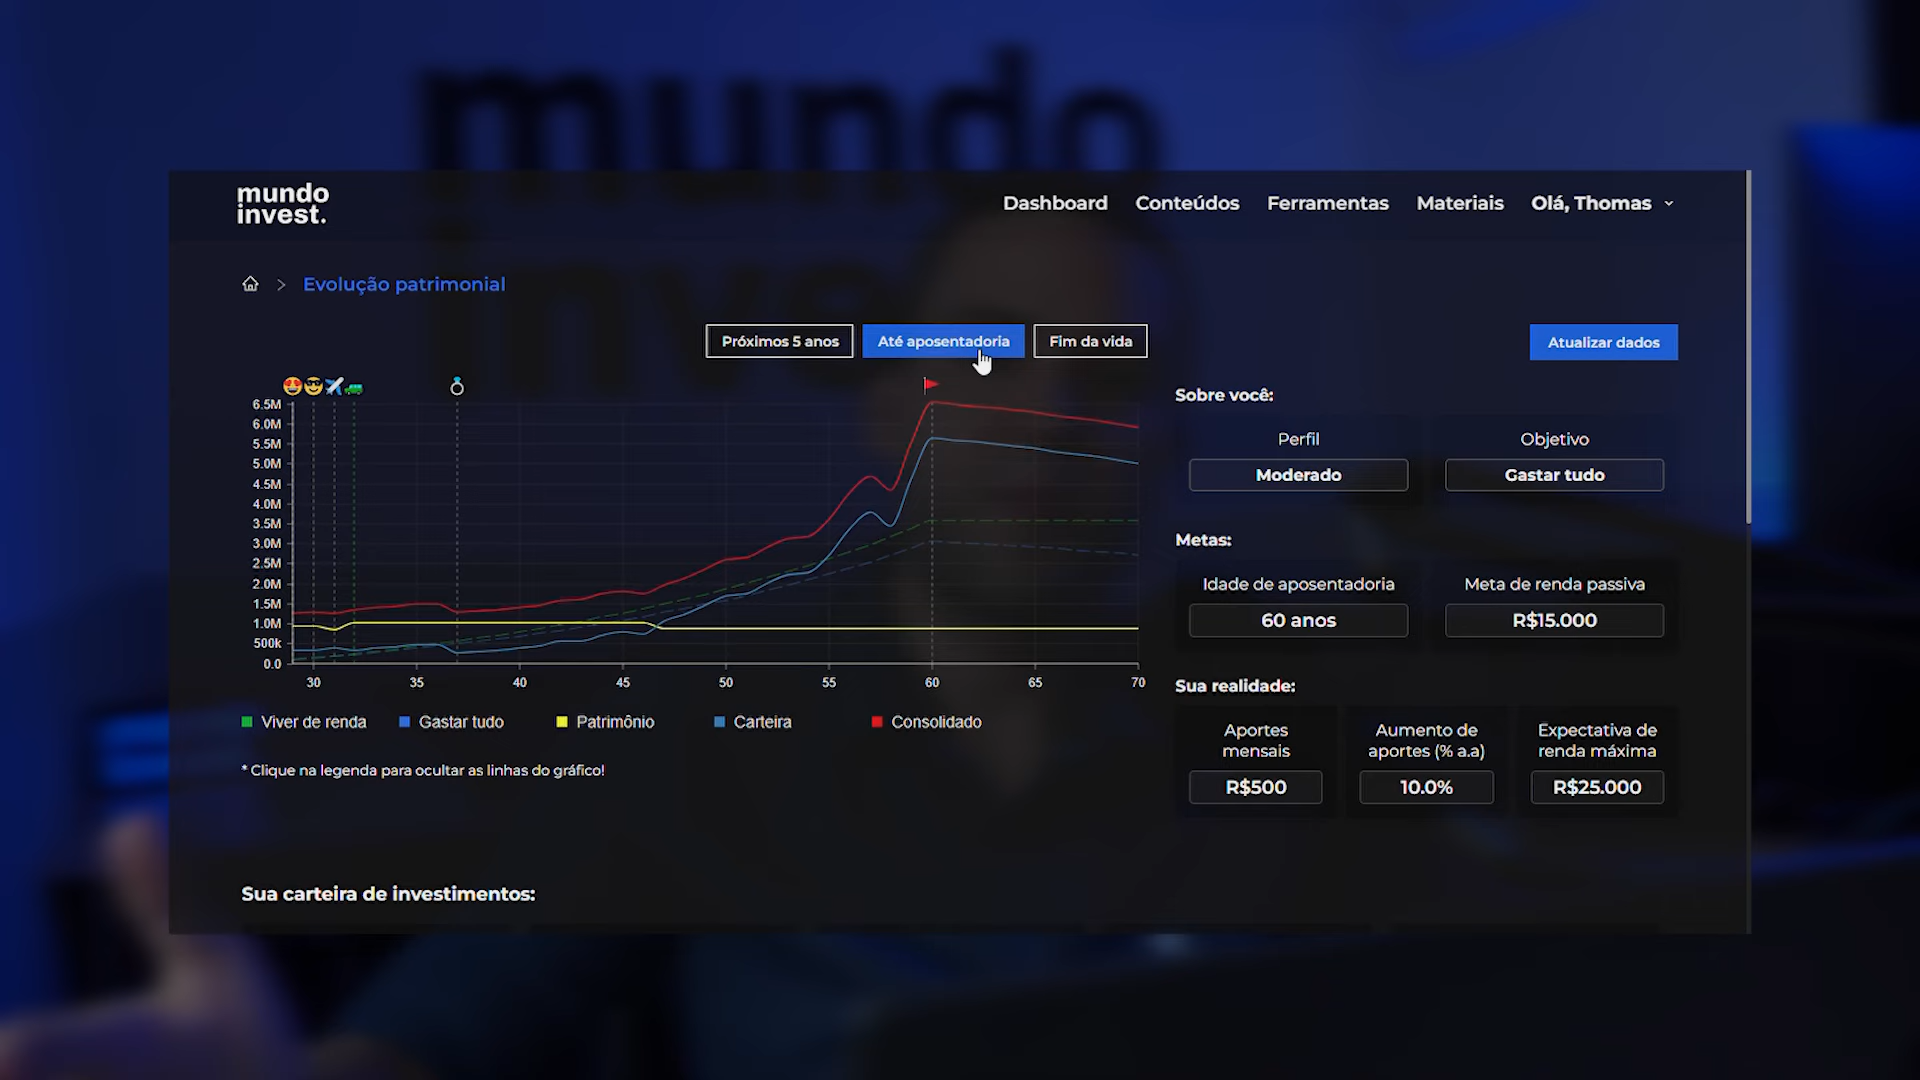 mundo
invest.
mundo
invest.
Dashboard
Conteúdos
Ferramentas
Materiais
Olá, Thomas
> Evolução patrimonial
Próximos 5 anos
Até aposentadoria
Fim da vida
Atualizar dados
6.5M
6.0M
5.5M
5.0M
4.5M
4.0M
3.5M
3.0M
2.5M
2.0M
1.5M
1.0M
500k
0.0
30 35 40 45 50 55 60 65 70
Viver de renda
Gastar tudo
Patrimônio
Carteira
Consolidado
* Clique na legenda para ocultar as linhas do gráfico!
Sobre você:
Perfil
Moderado
Objetivo
Gastar tudo
Metas:
Idade de aposentadoria
60 anos
Meta de renda passiva
R$15.000
Sua realidade:
Aportes
mensais
R$500
Aumento de
aportes (% a.a)
10.0%
Expectativa de
renda máxima
R$25.000
Sua carteira de investimentos: